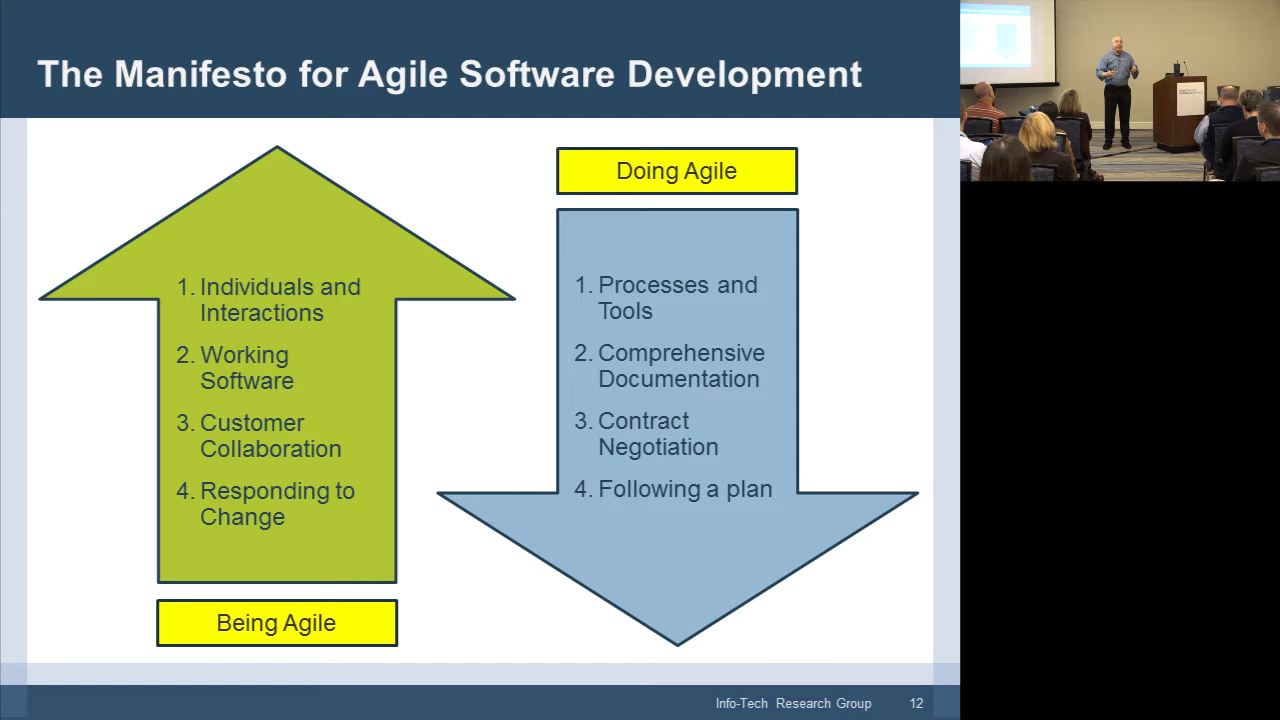 The Manifesto for Agile Software Development
1. Individuals and
Interactions
2. Working
Software
3. Customer
Collaboration
4. Responding to
Change
Being Agile
Doing Agile
1. Processes and
Tools
2. Comprehensive
Documentation
3. Contract
Negotiation
4. Following a plan
Info-Tech Research Group 12